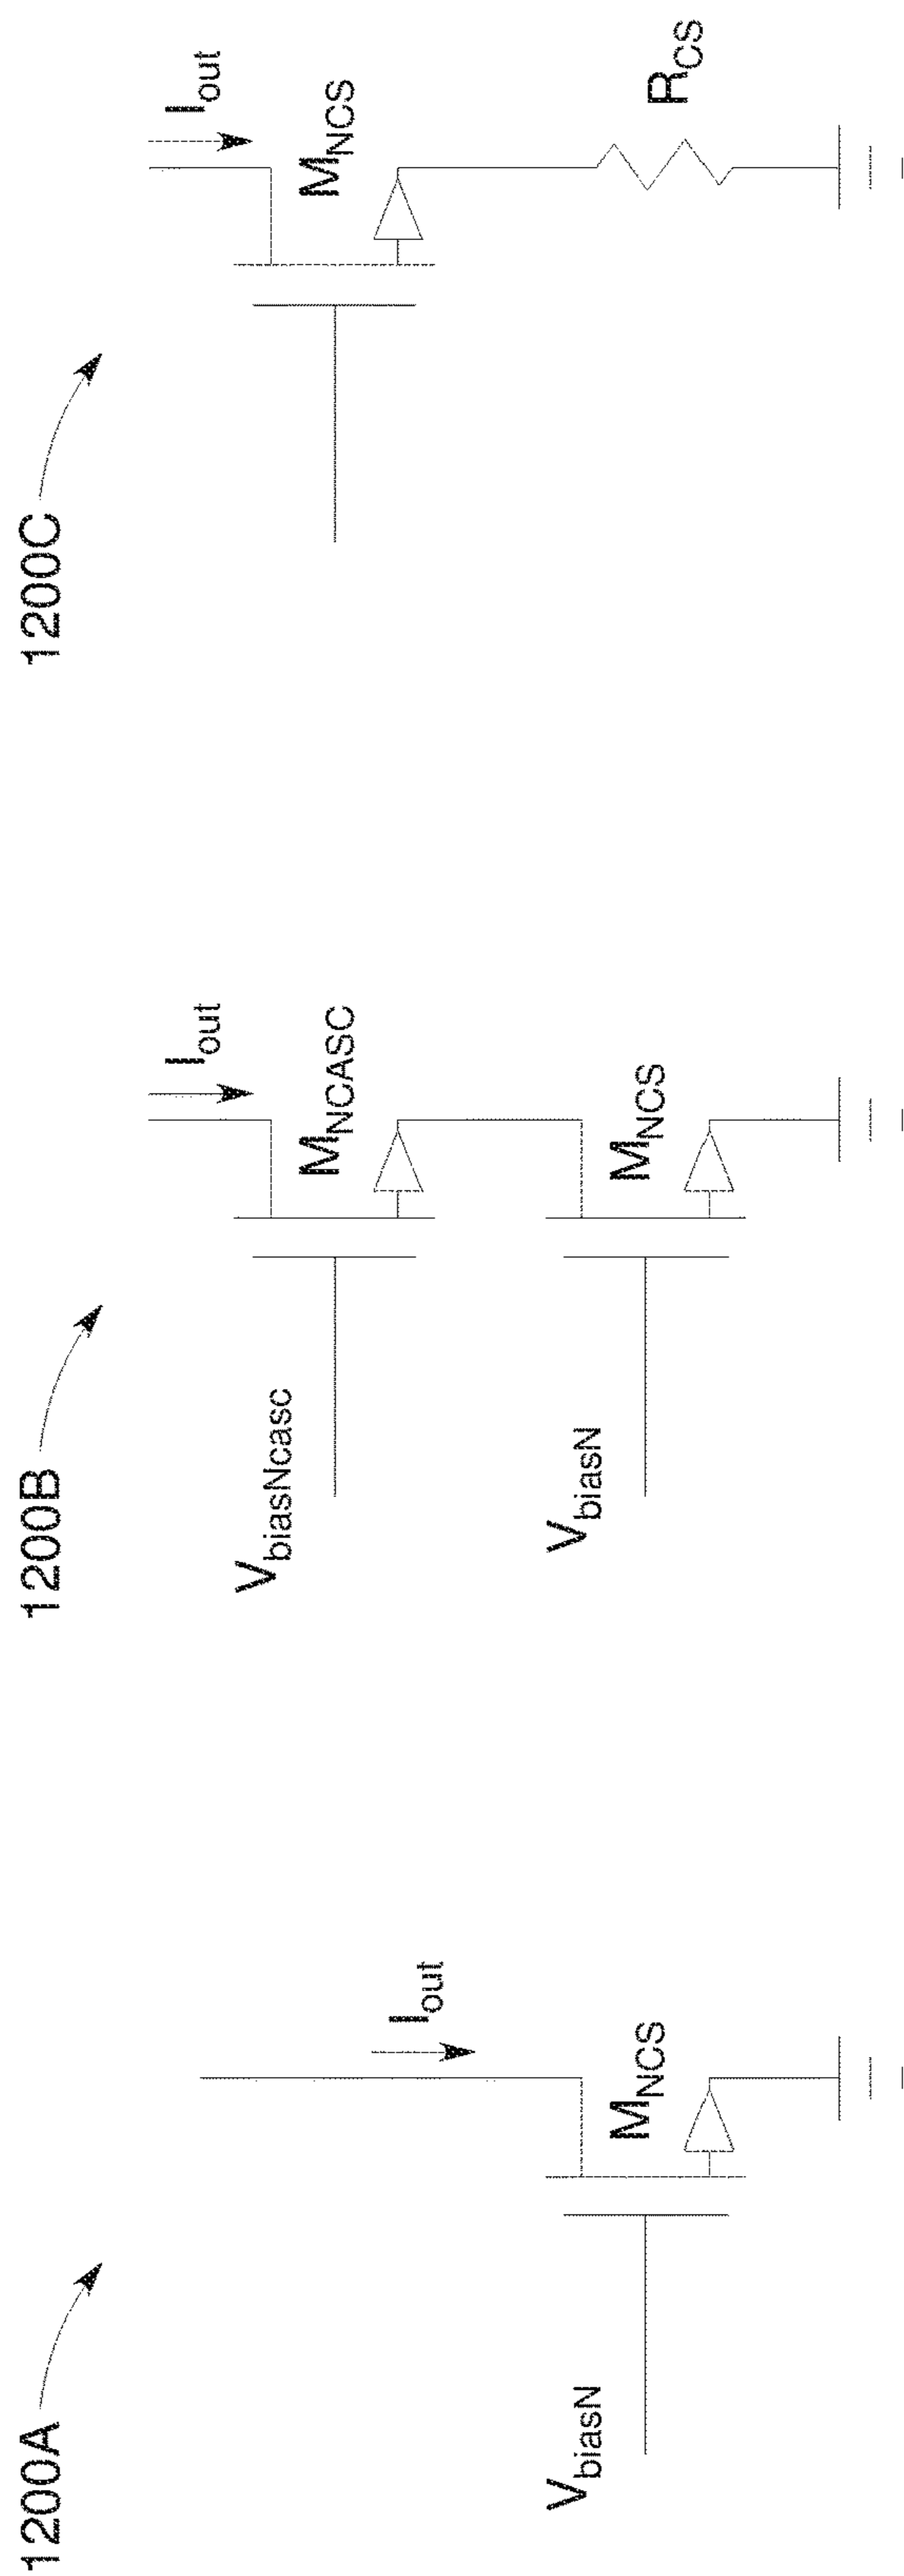 1200A
I_out
M_NCS
V_biasN
1200B
I_out
V_biasNcasc
M_NCASC
V_biasN
M_NCS
1200C
I_out
M_NCS
R_CS